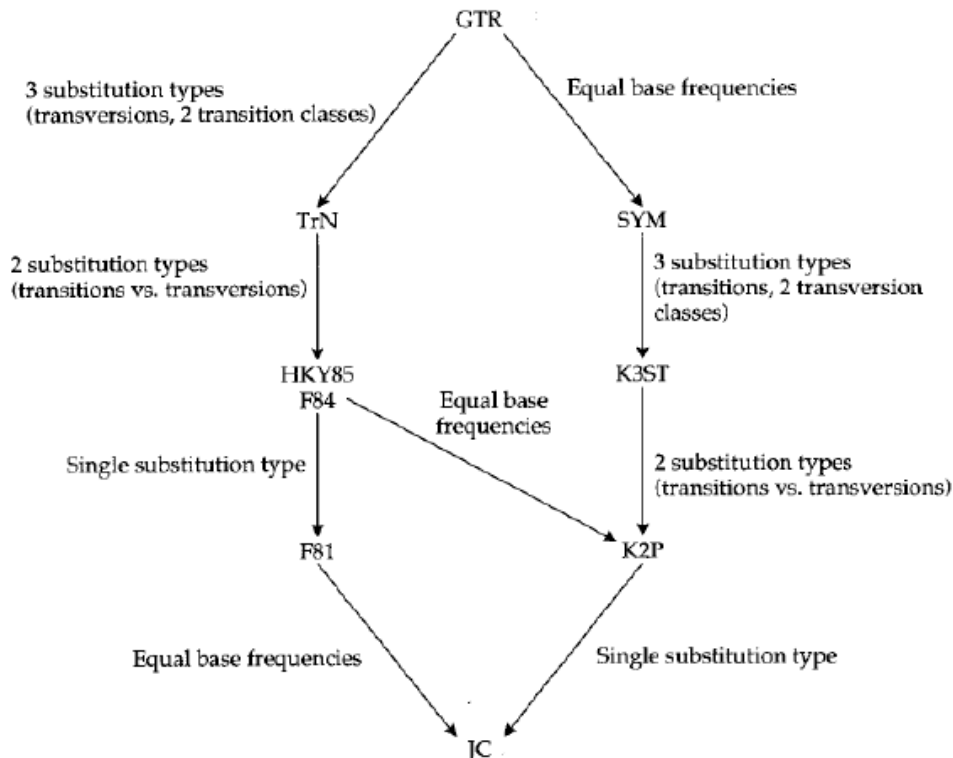 GTR
3 substitution types
(transversions, 2 transition classes)
Equal base frequencies
TrN
SYM
2 substitution types
(transitions vs. transversions)
3 substitution types
(transitions, 2 transversion
classes)
HKY85
F84
K3ST
Equal base
frequencies
Single substitution type
2 substitution types
(transitions vs. transversions)
F81
K2P
Equal base frequencies
Single substitution type
JC